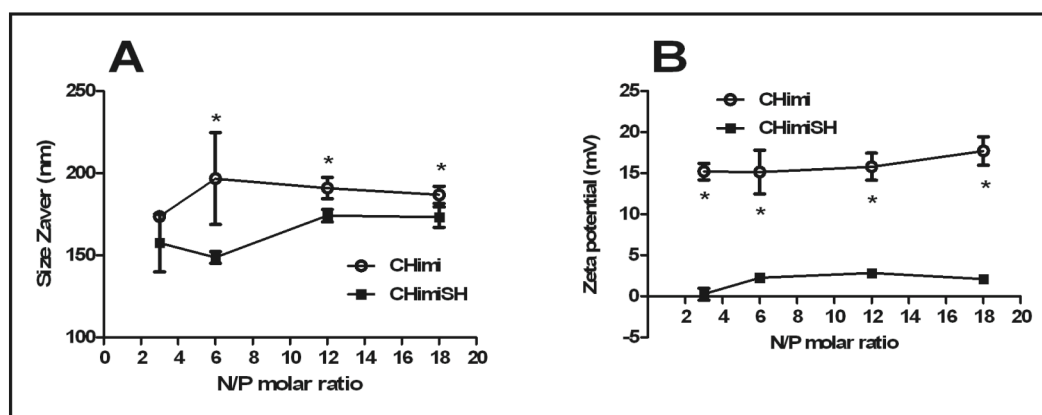 A
250
200
150
100
Size Zaver (nm)
*
*
*
CHimi
CHimiSH
0 2 4 6 8 10 12 14 16 18 20
N/P molar ratio
B
25
20
15
10
5
0
-5
Zeta potential (mV)
CHimi
CHimiSH
*
*
*
*
2 4 6 8 10 12 14 16 18 20
N/P molar ratio